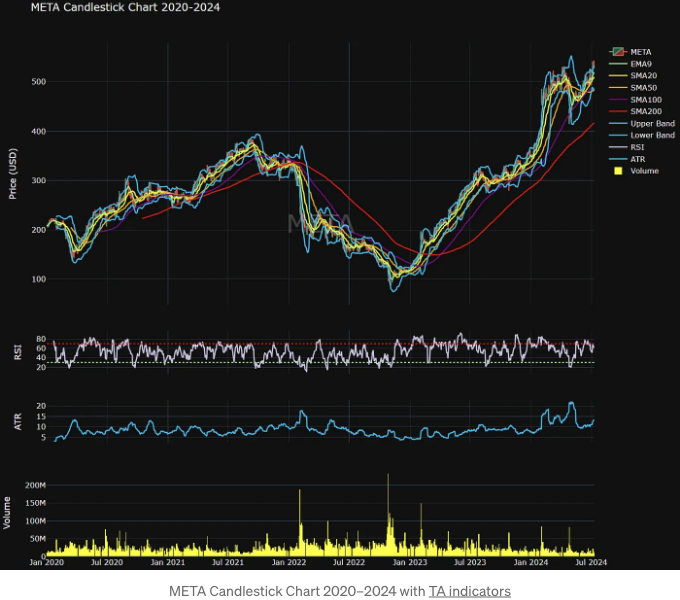 META Candlestick Chart 2020-2024
META
EMA9
SMA20
SMA50
SMA100
SMA200
Upper Band
Lower Band
RSI
ATR
Volume
Price (USD)
500
400
300
200
100
META
RSI
80
60
40
20
ATR
20
15
10
5
Volume
200M
150M
100M
50M
0
Jan 2020 Jul 2020 Jan 2021 Jul 2021 Jan 2022 Jul 2022 Jan 2023 Jul 2023 Jan 2024 Jul 2024
META Candlestick Chart 2020–2024 with TA indicators